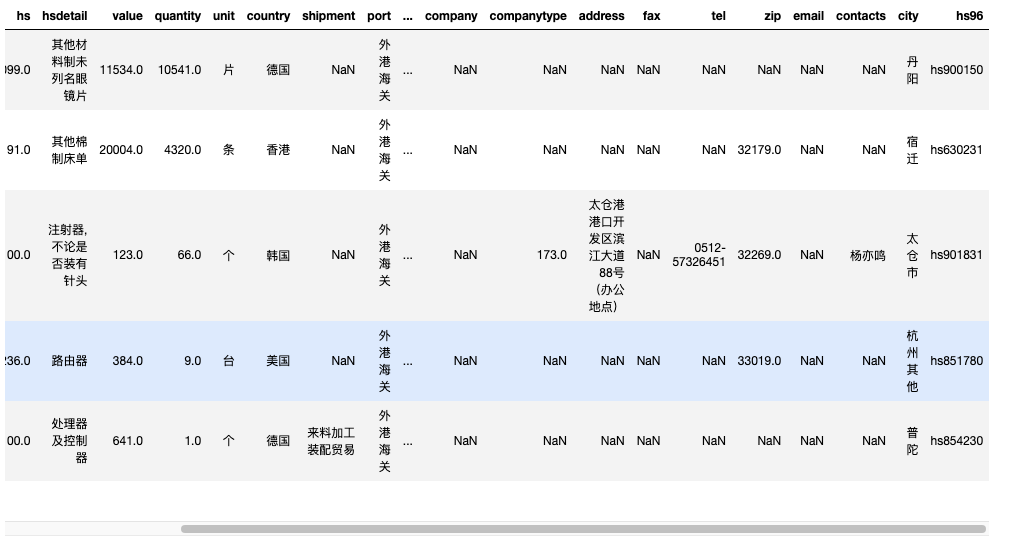 hs hsdetail value quantity unit country shipment port ... company companytype address fax tel zip email contacts city hs96
099.0 其他材料制未列名眼镜片 11534.0 10541.0 片 德国 NaN 外港海关 ... NaN NaN NaN NaN NaN NaN NaN NaN 丹阳 hs900150
91.0 其他棉制床单 20004.0 4320.0 条 香港 NaN 外港海关 ... NaN NaN NaN NaN NaN 32179.0 NaN NaN 宿迁 hs630231
00.0 注射器,不论是否装有针头 123.0 66.0 个 韩国 NaN 外港海关 ... NaN 173.0 太仓港港口开发区滨江大道88号（办公地点） NaN 0512-57326451 32269.0 NaN 杨亦鸣 太仓市 hs901831
236.0 路由器 384.0 9.0 台 美国 NaN 外港海关 ... NaN NaN NaN NaN NaN 33019.0 NaN NaN 杭州其他 hs851780
00.0 处理器及控制器 641.0 1.0 个 德国 来料加工装配贸易 外港海关 ... NaN NaN NaN NaN NaN NaN NaN NaN 普陀 hs854230